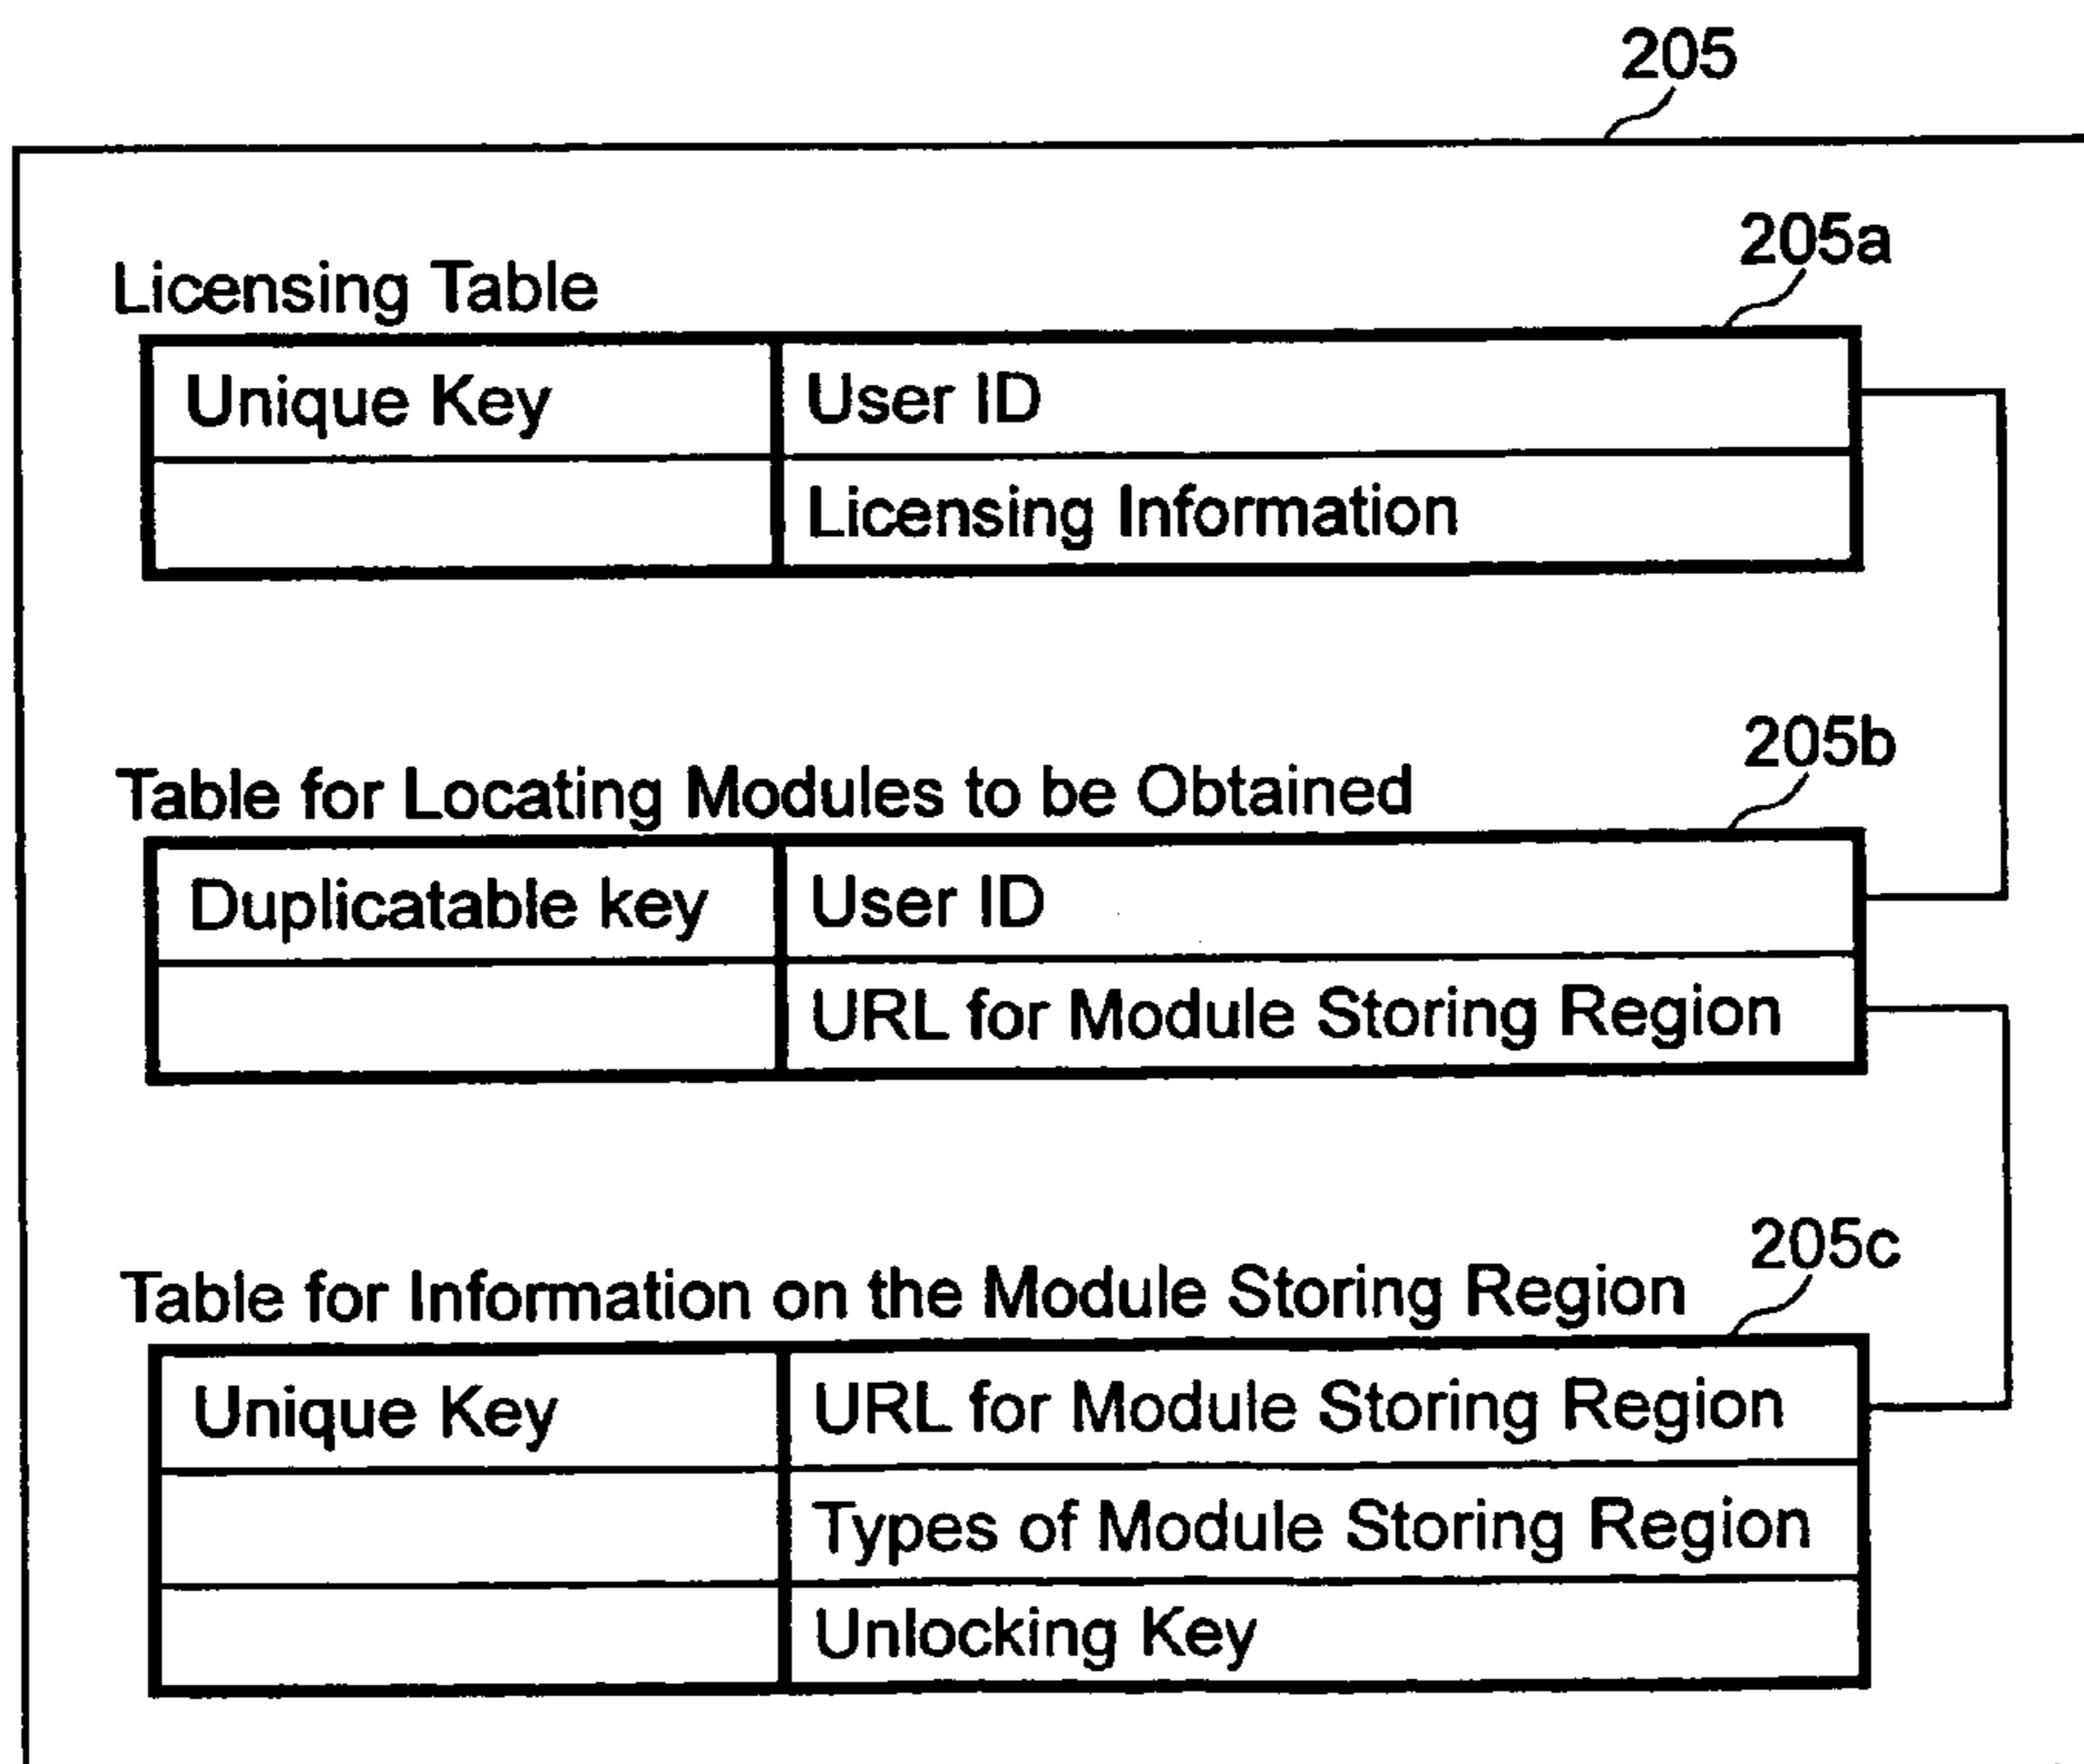 205
205a
Licensing Table
Unique Key User ID
Licensing Information
205b
Table for Locating Modules to be Obtained
Duplicatable key User ID
URL for Module Storing Region
205c
Table for Information on the Module Storing Region
Unique Key URL for Module Storing Region
Types of Module Storing Region
Unlocking Key